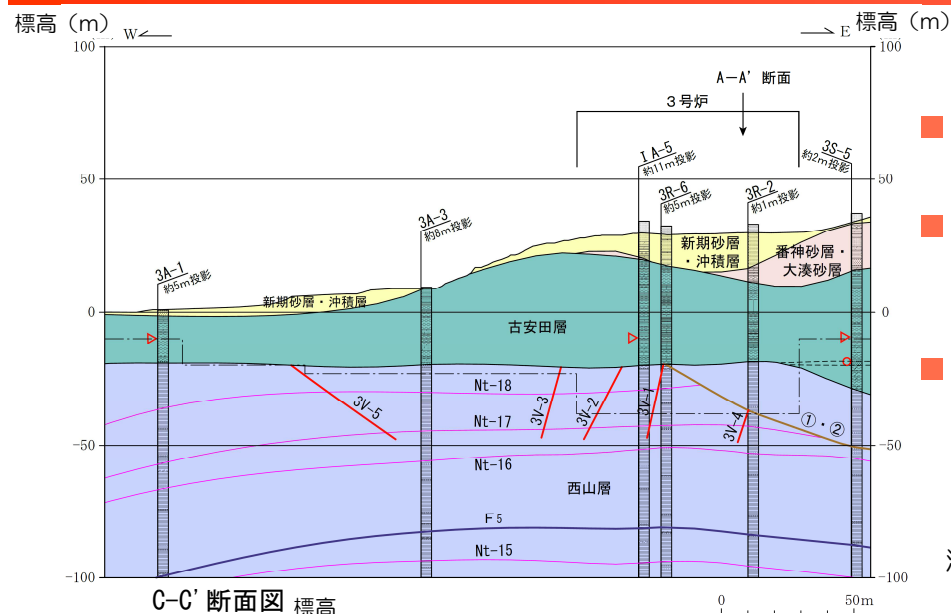 標高（m）
標高（m）
W
E
100
100
A-A' 断面
3号炉
ⅠA-5
約11m投影
3S-5
約2m投影
50
50
3R-6
約5m投影
3R-2
約1m投影
3A-3
約8m投影
新期砂層
・沖積層
番神砂層・
大湊砂層
3A-1
約5m投影
新期砂層・沖積層
0
0
古安田層
Nt-18
3V-5
3V-3
3V-2
3V-1
3V-4
①・②
Nt-17
-50
-50
Nt-16
西山層
F5
Nt-15
-100
-100
C-C' 断面図
標高
0
50m